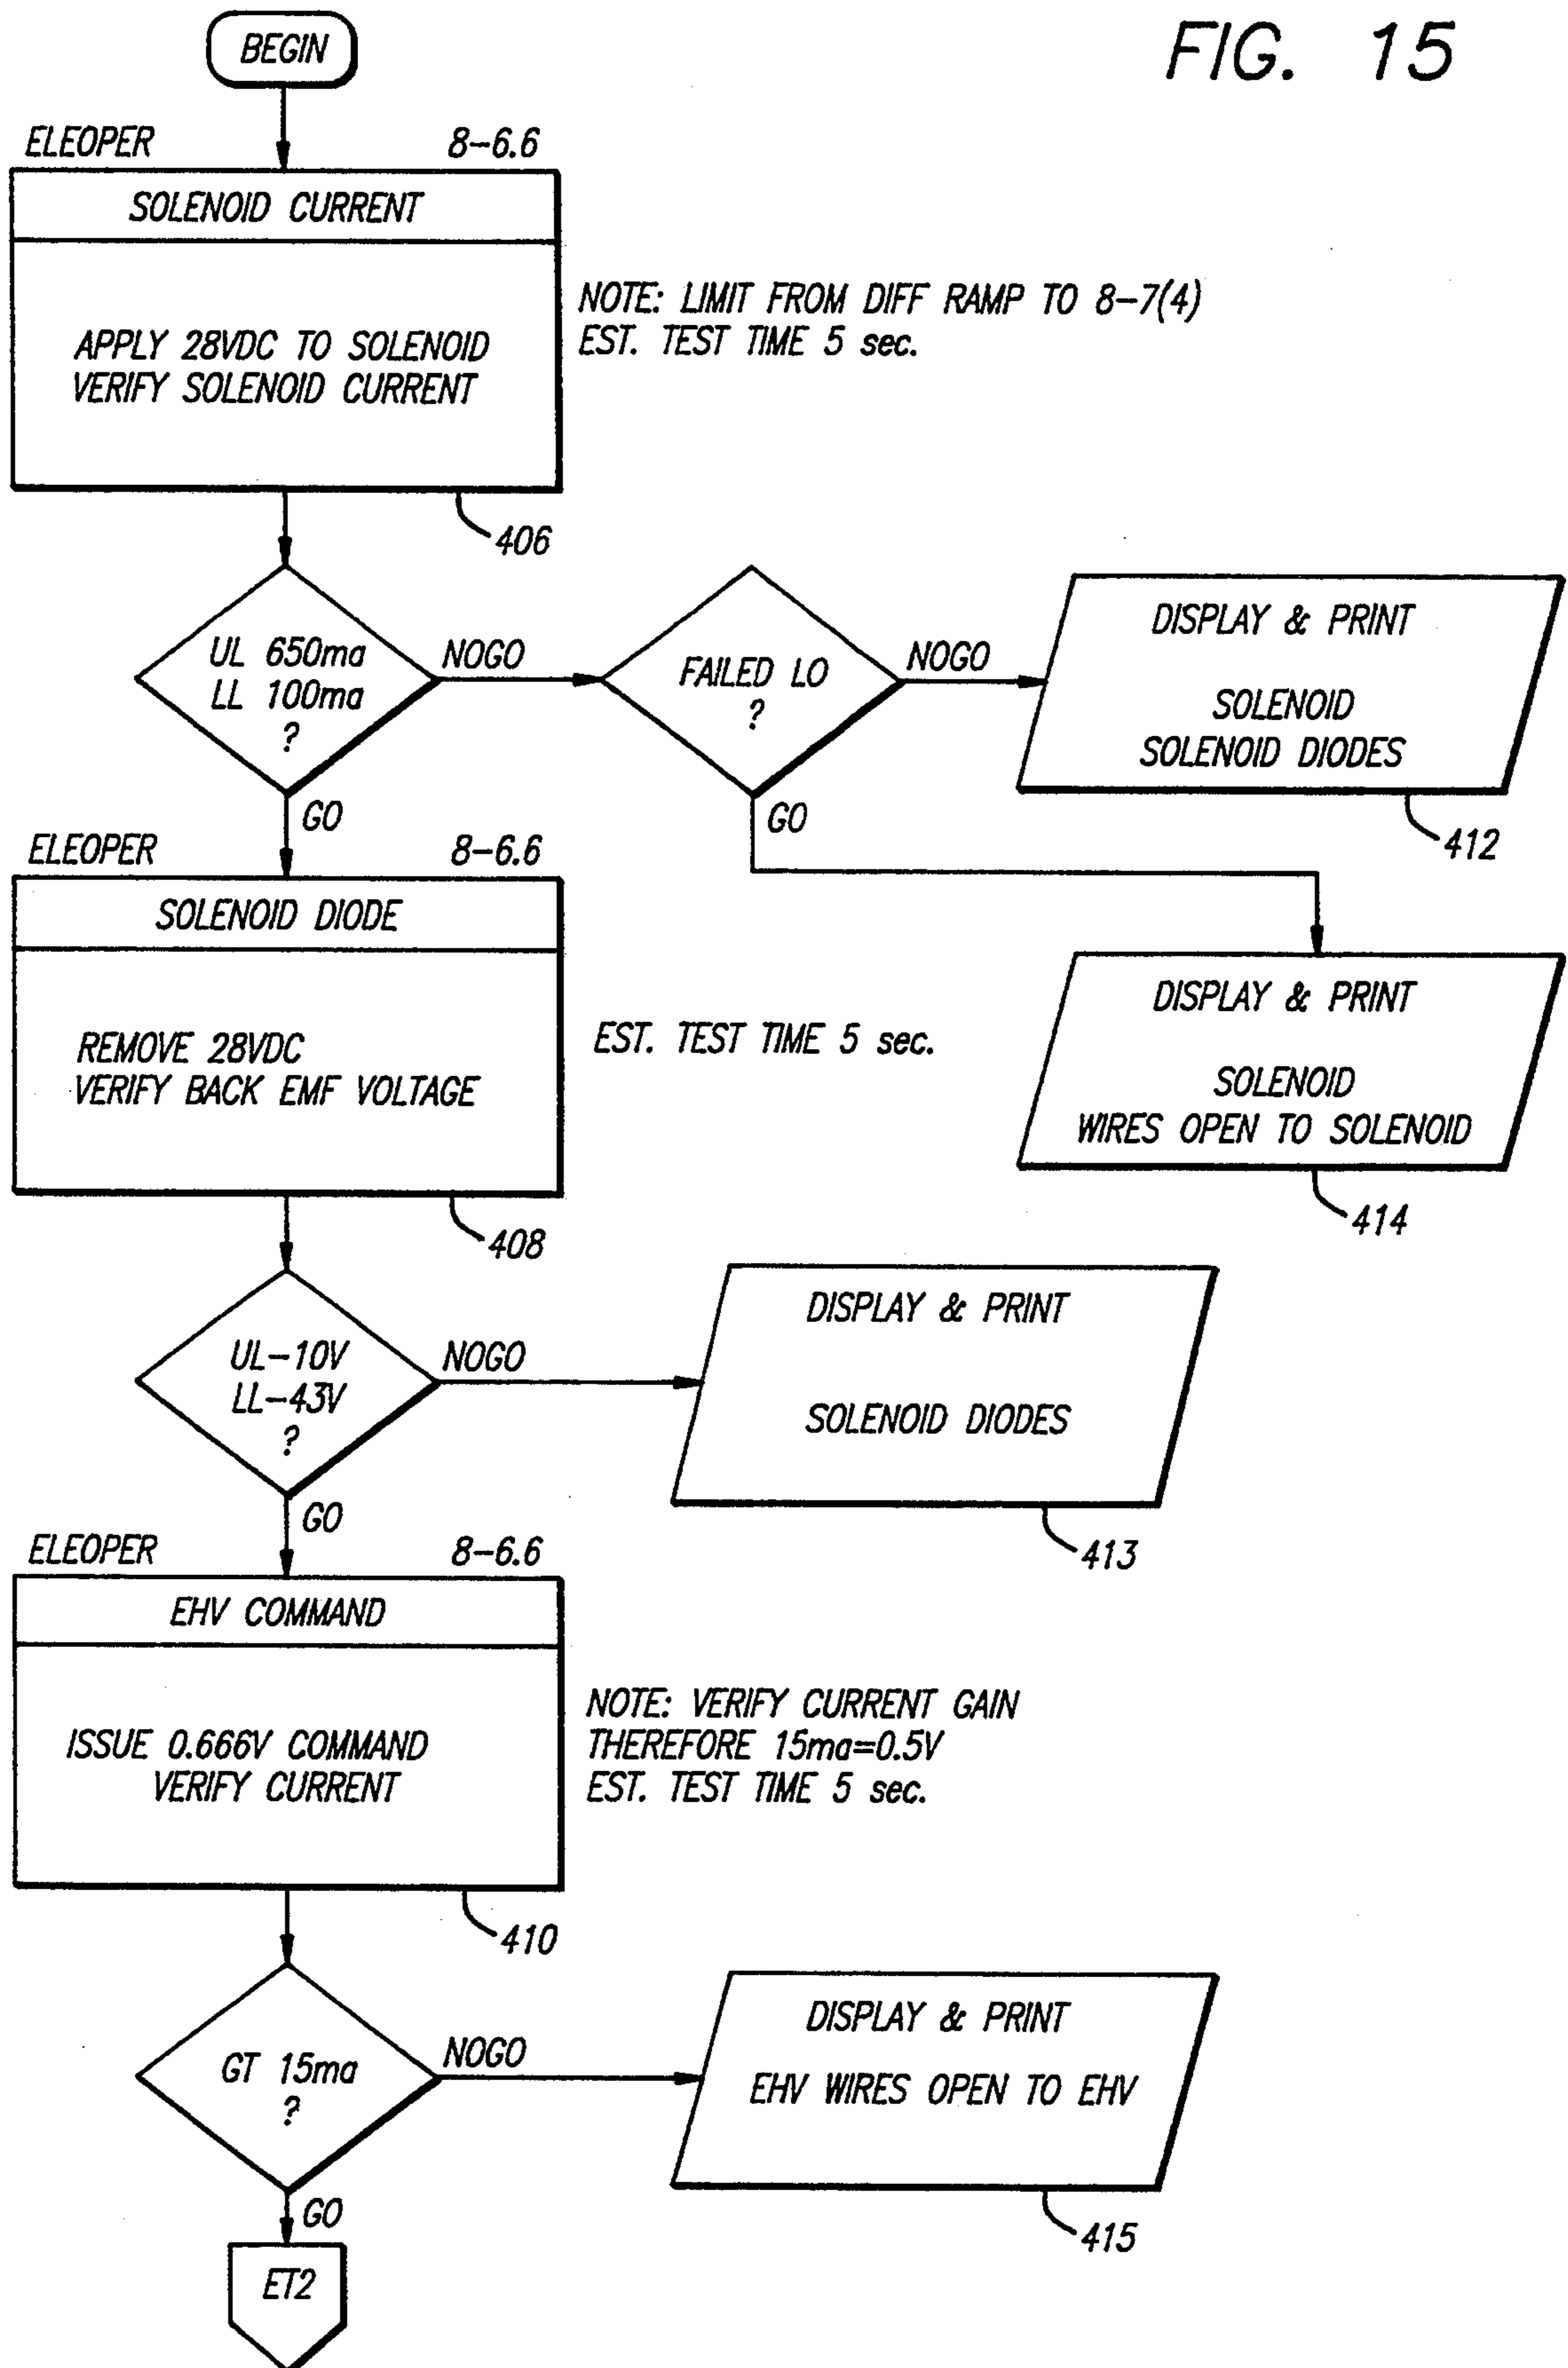 FIG. 15
BEGIN
ELEOPER 8-6.6
SOLENOID CURRENT
APPLY 28VDC TO SOLENOID
VERIFY SOLENOID CURRENT
NOTE: LIMIT FROM DIFF RAMP TO 8-7(4)
EST. TEST TIME 5 sec.
406
UL 650ma
LL 100ma
?
NOGO
FAILED LO
?
NOGO
DISPLAY & PRINT
SOLENOID
SOLENOID DIODES
412
GO
GO
DISPLAY & PRINT
SOLENOID
WIRES OPEN TO SOLENOID
414
ELEOPER 8-6.6
SOLENOID DIODE
REMOVE 28VDC
VERIFY BACK EMF VOLTAGE
EST. TEST TIME 5 sec.
408
UL-10V
LL-43V
?
NOGO
DISPLAY & PRINT
SOLENOID DIODES
413
GO
ELEOPER 8-6.6
EHV COMMAND
ISSUE 0.666V COMMAND
VERIFY CURRENT
NOTE: VERIFY CURRENT GAIN
THEREFORE 15ma=0.5V
EST. TEST TIME 5 sec.
410
GT 15ma
?
NOGO
DISPLAY & PRINT
EHV WIRES OPEN TO EHV
415
GO
ET2